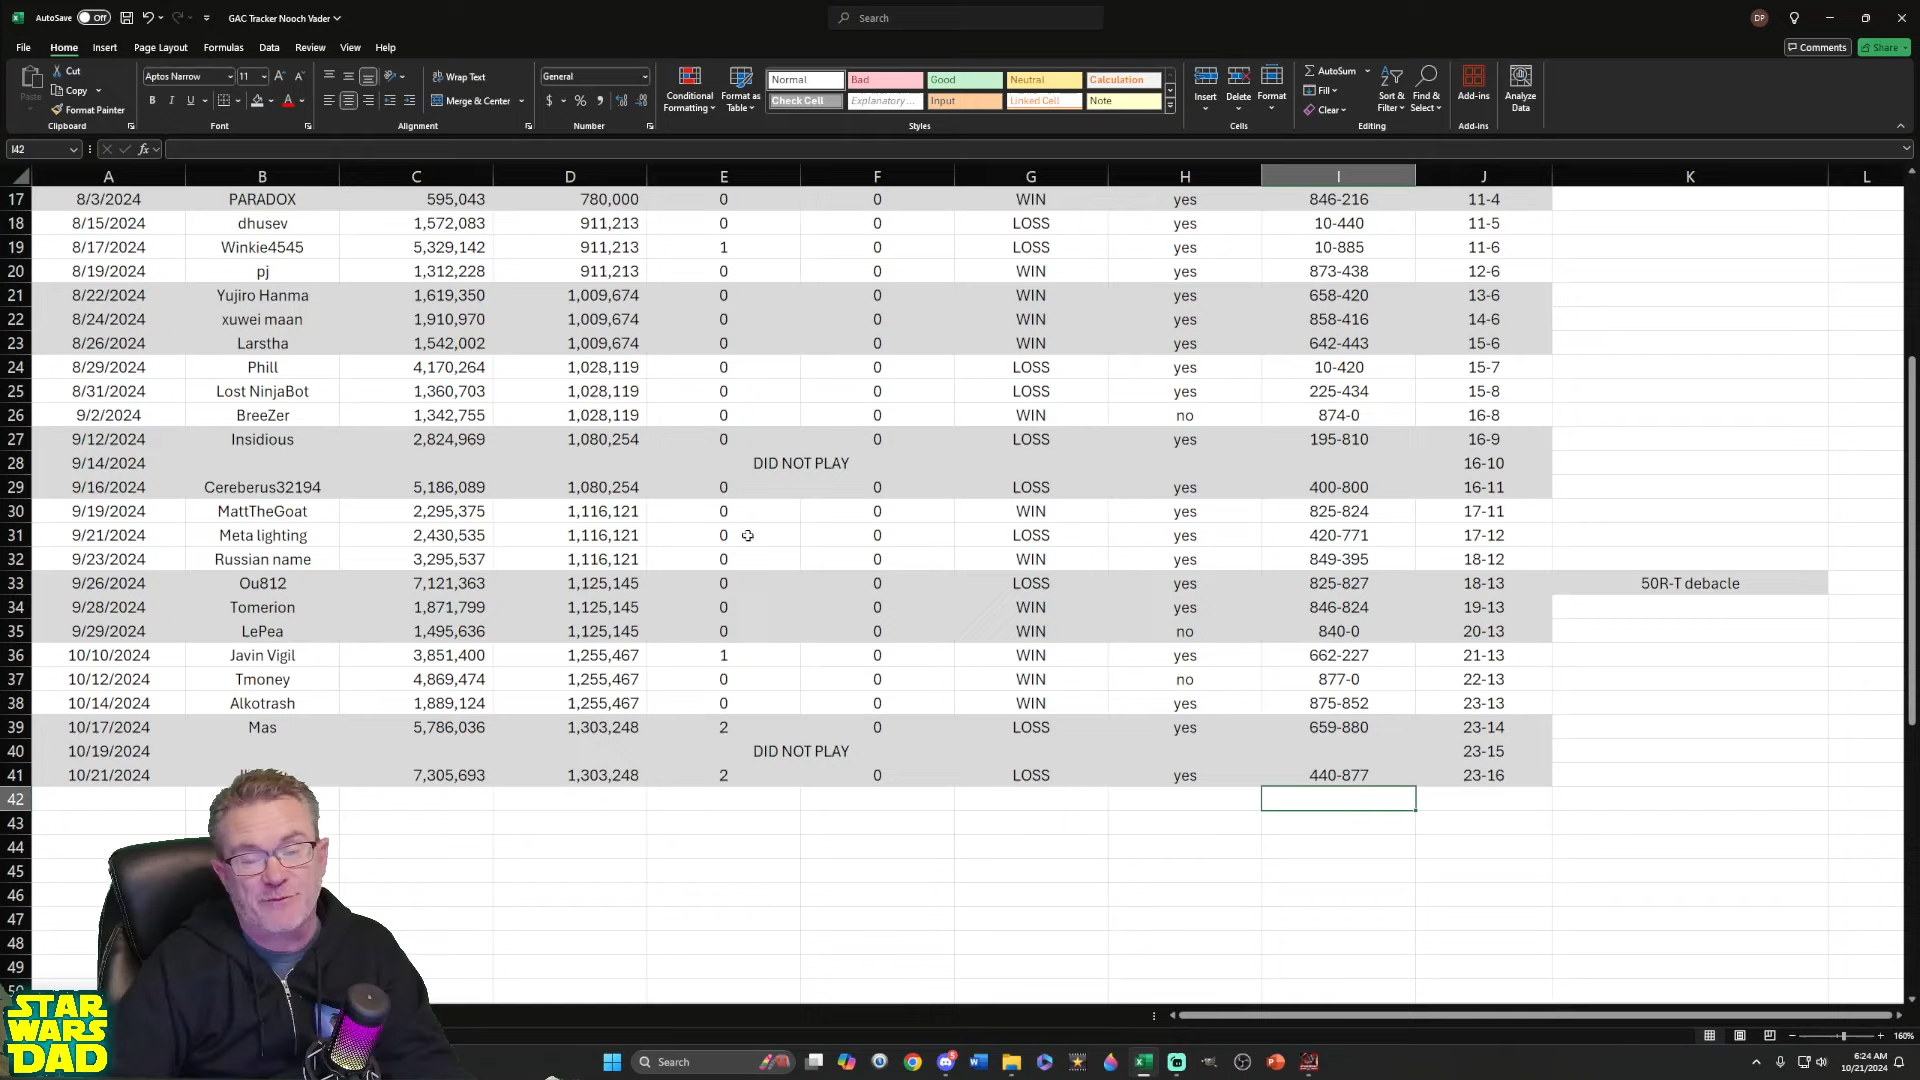 AutoSave Off GAC Tracker Nooch Vader Search DP
File Home Insert Page Layout Formulas Data Review View Help Comments Share
Paste Cut Copy Format Painter Clipboard
Aptos Narrow 11 B I U Font
Wrap Text Merge & Center Alignment
General $ % Number
Conditional Formatting Format as Table
Normal Bad Good Neutral Calculation
Check Cell Explanatory... Input Linked Cell Note
Styles
Insert Delete Format Cells
AutoSum Fill Clear Sort & Filter Find & Select Editing
Add-ins Add-ins
Analyze Data
I42 fx
A B C D E F G H I J K L
17 8/3/2024 PARADOX 595,043 780,000 0 0 WIN yes 846-216 11-4
18 8/15/2024 dhusev 1,572,083 911,213 0 0 LOSS yes 10-440 11-5
19 8/17/2024 Winkie4545 5,329,142 911,213 1 0 LOSS yes 10-885 11-6
20 8/19/2024 pj 1,312,228 911,213 0 0 WIN yes 873-438 12-6
21 8/22/2024 Yujiro Hanma 1,619,350 1,009,674 0 0 WIN yes 658-420 13-6
22 8/24/2024 xuwei maan 1,910,970 1,009,674 0 0 WIN yes 858-416 14-6
23 8/26/2024 Larstha 1,542,002 1,009,674 0 0 WIN yes 642-443 15-6
24 8/29/2024 Phill 4,170,264 1,028,119 0 0 LOSS yes 10-420 15-7
25 8/31/2024 Lost NinjaBot 1,360,703 1,028,119 0 0 LOSS yes 225-434 15-8
26 9/2/2024 BreeZer 1,342,755 1,028,119 0 0 WIN no 874-0 16-8
27 9/12/2024 Insidious 2,824,969 1,080,254 0 0 LOSS yes 195-810 16-9
28 9/14/2024 DID NOT PLAY 16-10
29 9/16/2024 Cereberus32194 5,186,089 1,080,254 0 0 LOSS yes 400-800 16-11
30 9/19/2024 MattTheGoat 2,295,375 1,116,121 0 0 WIN yes 825-824 17-11
31 9/21/2024 Meta lighting 2,430,535 1,116,121 0 0 LOSS yes 420-771 17-12
32 9/23/2024 Russian name 3,295,537 1,116,121 0 0 WIN yes 849-395 18-12
33 9/26/2024 Ou812 7,121,363 1,125,145 0 0 LOSS yes 825-827 18-13 50R-T debacle
34 9/28/2024 Tomerion 1,871,799 1,125,145 0 0 WIN yes 846-824 19-13
35 9/29/2024 LePea 1,495,636 1,125,145 0 0 WIN no 840-0 20-13
36 10/10/2024 Javin Vigil 3,851,400 1,255,467 1 0 WIN yes 662-227 21-13
37 10/12/2024 Tmoney 4,869,474 1,255,467 0 0 WIN no 877-0 22-13
38 10/14/2024 Alkotrash 1,889,124 1,255,467 0 0 WIN yes 875-852 23-13
39 10/17/2024 Mas 5,786,036 1,303,248 2 0 LOSS yes 659-880 23-14
40 10/19/2024 DID NOT PLAY 23-15
41 10/21/2024 7,305,693 1,303,248 2 0 LOSS yes 440-877 23-16
42
43
44
45
46
47
48
49
STAR
WARS
DAD
160%
Search
6:24 AM
10/21/2024